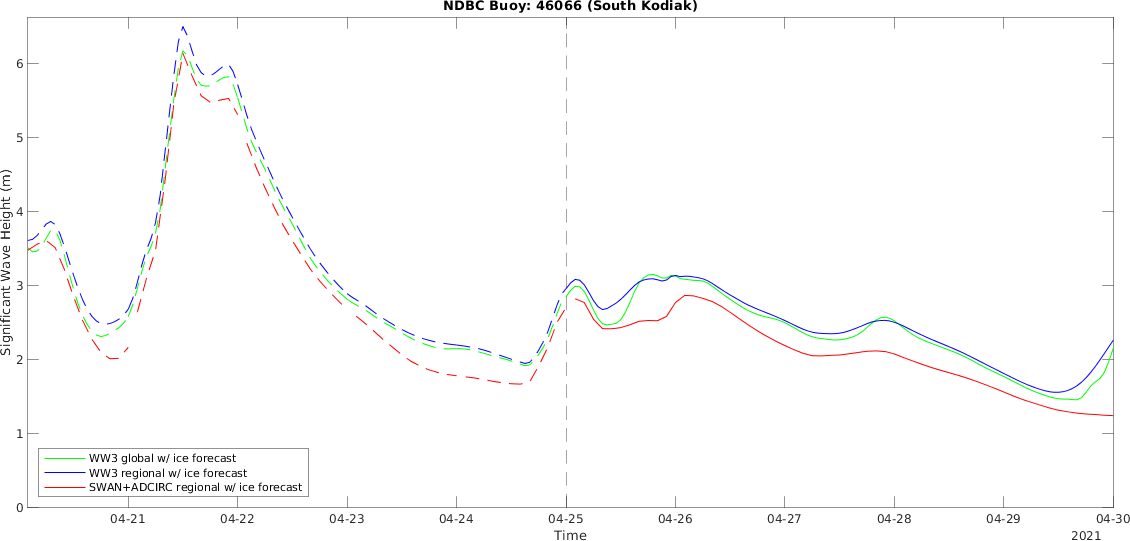 NDBC Buoy: 46066 (South Kodiak)
Significant Wave Height (m)
6
5
4
3
2
1
0
WW3 global w/ ice forecast
WW3 regional w/ ice forecast
SWAN+ADCIRC regional w/ ice forecast
04-21 04-22 04-23 04-24 04-25 04-26 04-27 04-28 04-29 04-30
Time
2021